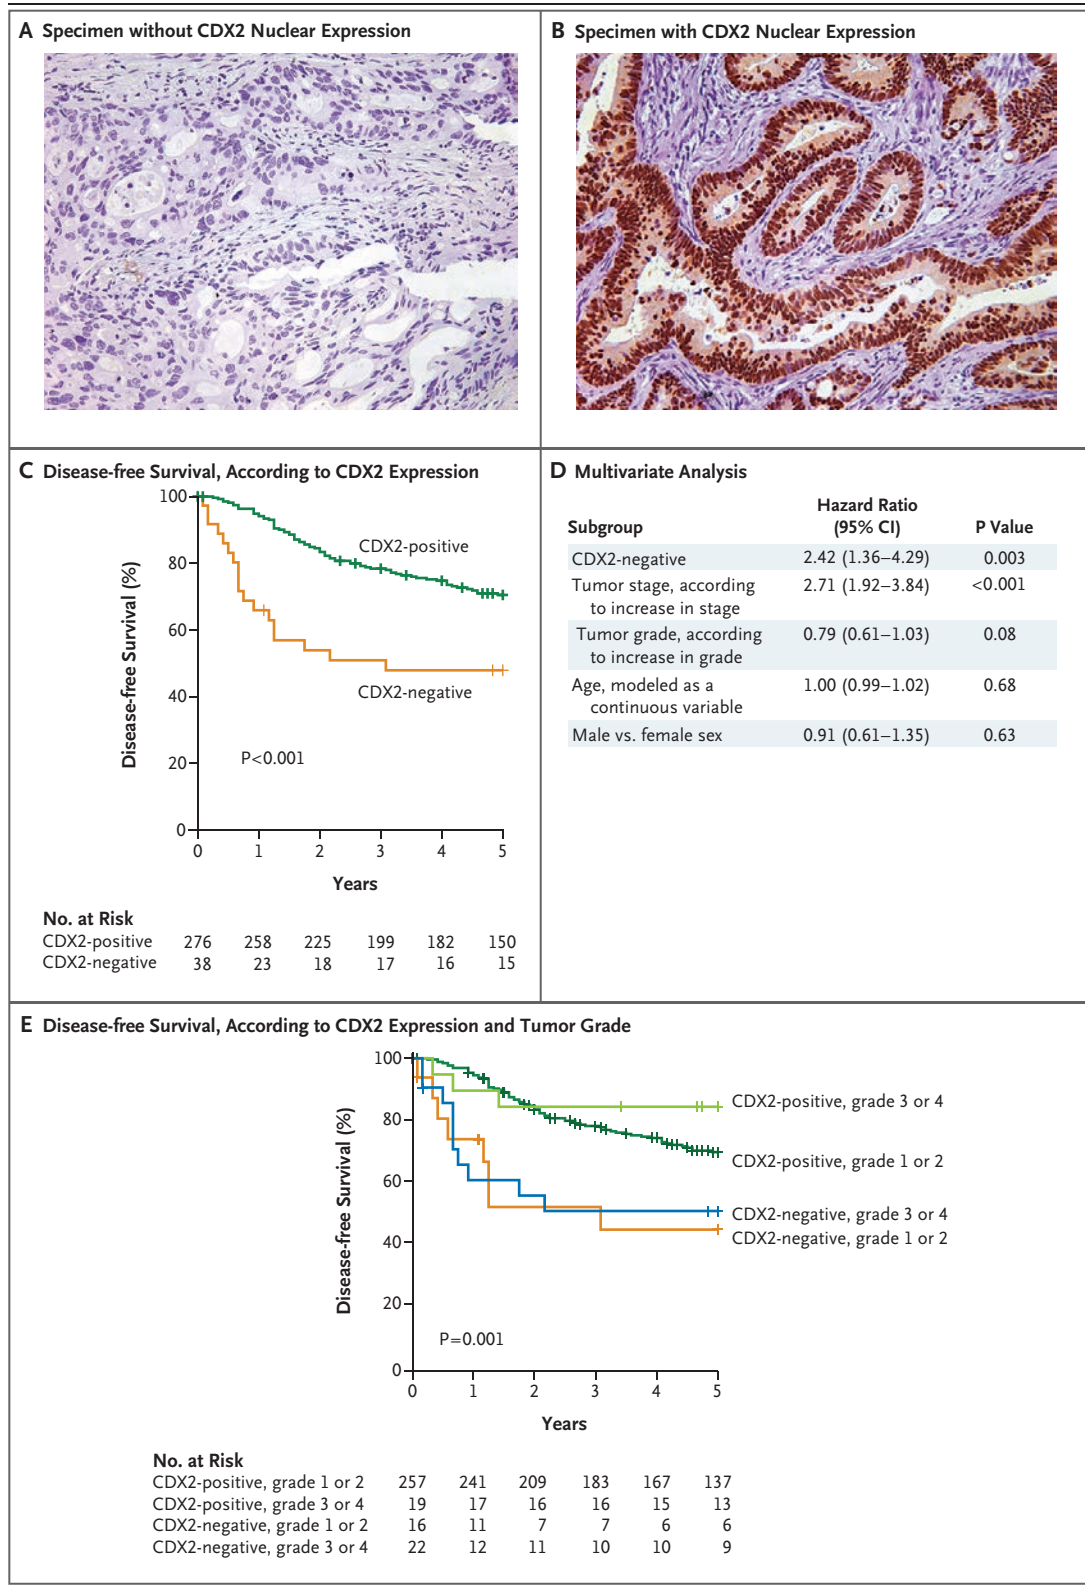 A Specimen without CDX2 Nuclear Expression
B Specimen with CDX2 Nuclear Expression
C Disease-free Survival, According to CDX2 Expression
Disease-free Survival (%)
100
80
60
40
20
0
CDX2-positive
CDX2-negative
P<0.001
0 1 2 3 4 5
Years
No. at Risk
CDX2-positive 276 258 225 199 182 150
CDX2-negative 38 23 18 17 16 15
D Multivariate Analysis
Subgroup Hazard Ratio (95% CI) P Value
CDX2-negative 2.42 (1.36–4.29) 0.003
Tumor stage, according 2.71 (1.92–3.84) <0.001
to increase in stage
Tumor grade, according 0.79 (0.61–1.03) 0.08
to increase in grade
Age, modeled as a 1.00 (0.99–1.02) 0.68
continuous variable
Male vs. female sex 0.91 (0.61–1.35) 0.63
E Disease-free Survival, According to CDX2 Expression and Tumor Grade
Disease-free Survival (%)
100
80
60
40
20
0
CDX2-positive, grade 3 or 4
CDX2-positive, grade 1 or 2
CDX2-negative, grade 3 or 4
CDX2-negative, grade 1 or 2
P=0.001
0 1 2 3 4 5
Years
No. at Risk
CDX2-positive, grade 1 or 2 257 241 209 183 167 137
CDX2-positive, grade 3 or 4 19 17 16 16 15 13
CDX2-negative, grade 1 or 2 16 11 7 7 6 6
CDX2-negative, grade 3 or 4 22 12 11 10 10 9